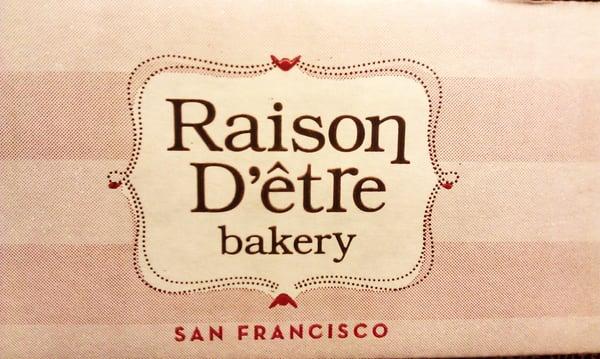 Raison
D'être
bakery
SAN FRANCISCO